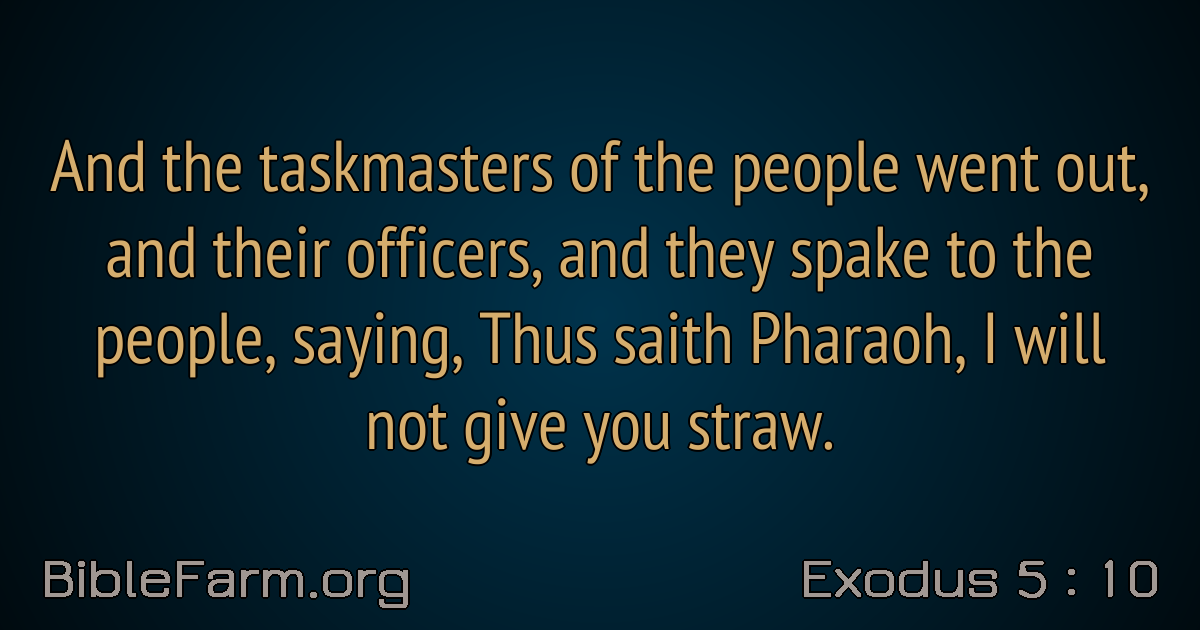 And the taskmasters of the people went out,
and their officers, and they spake to the
people, saying, Thus saith Pharaoh, I will
not give you straw.
BibleFarm.org
Exodus 5 : 10